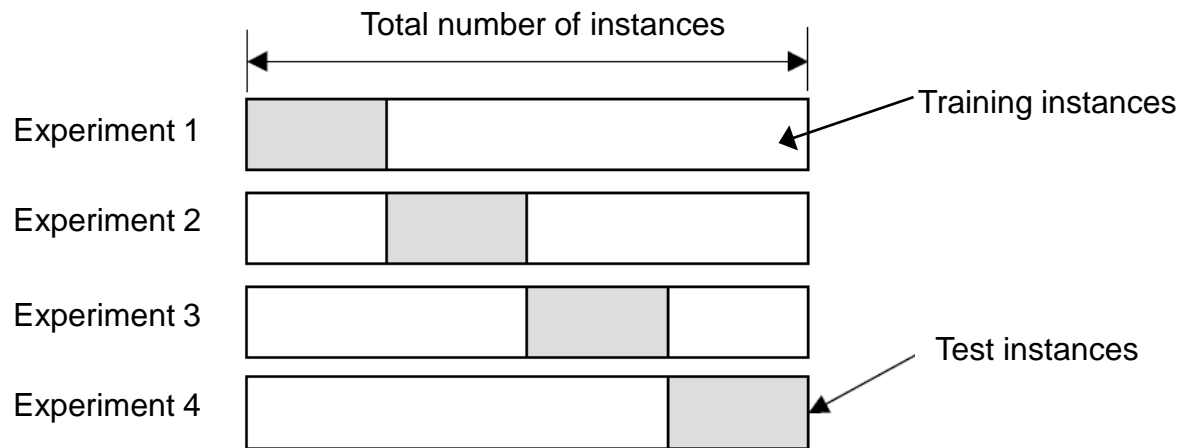 Total number of instances
Training instances
Experiment 1
Experiment 2
Experiment 3
Test instances
Experiment 4